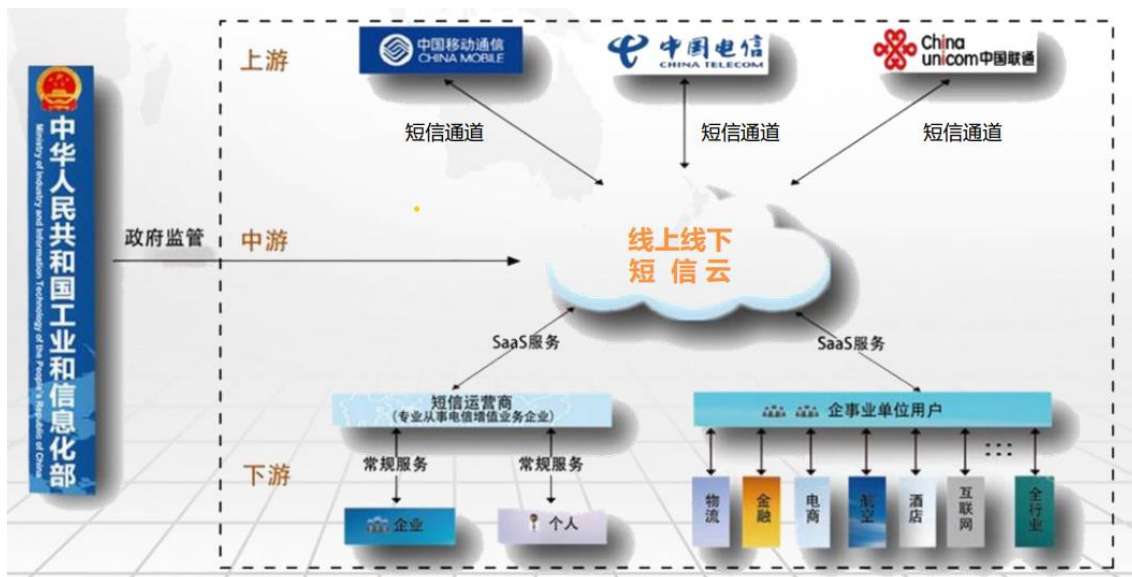 上游
中国移动通信
CHINA MOBILE
中国电信
CHINA TELECOM
China
unicom中国联通
短信通道
短信通道
短信通道
中华人民共和国工业和信息化部
Ministry of Industry and Information Technology of the People's Republic of China
政府监管
中游
线上线下
短信云
SaaS服务
SaaS服务
短信运营商
(专业从事电信增值业务企业)
企事业单位用户
下游
常规服务
常规服务
企业
个人
物流
金融
电商
航空
酒店
互联网
全行业